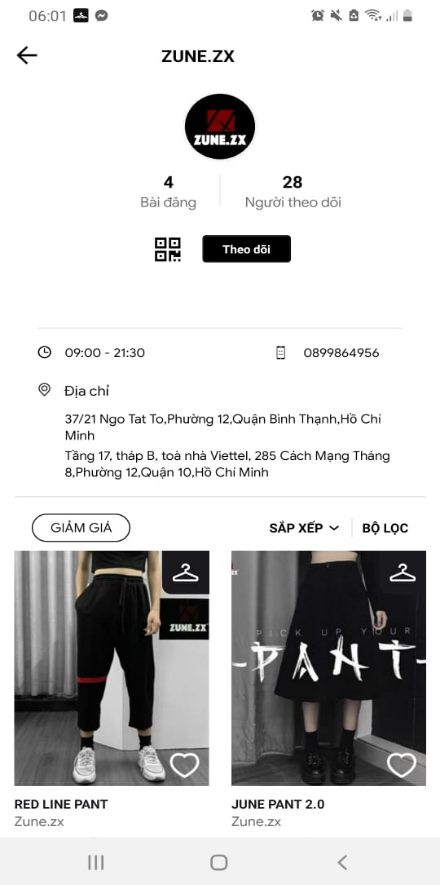 06:01
ZUNE.ZX
ZUNE.ZX
4
28
Bài đăng
Người theo dõi
Theo dõi
09:00 - 21:30
0899864956
Địa chỉ
37/21 Ngo Tat To,Phường 12,Quận Bình Thạnh,Hồ Chí
Minh
Tầng 17, tháp B, toà nhà Viettel, 285 Cách Mạng Tháng
8,Phường 12,Quận 10,Hồ Chí Minh
GIẢM GIÁ
SẮP XẾP
BỘ LỌC
ZUNE.ZX
PICK UP YOUR
-PANT-
RED LINE PANT
JUNE PANT 2.0
Zune.zx
Zune.zx